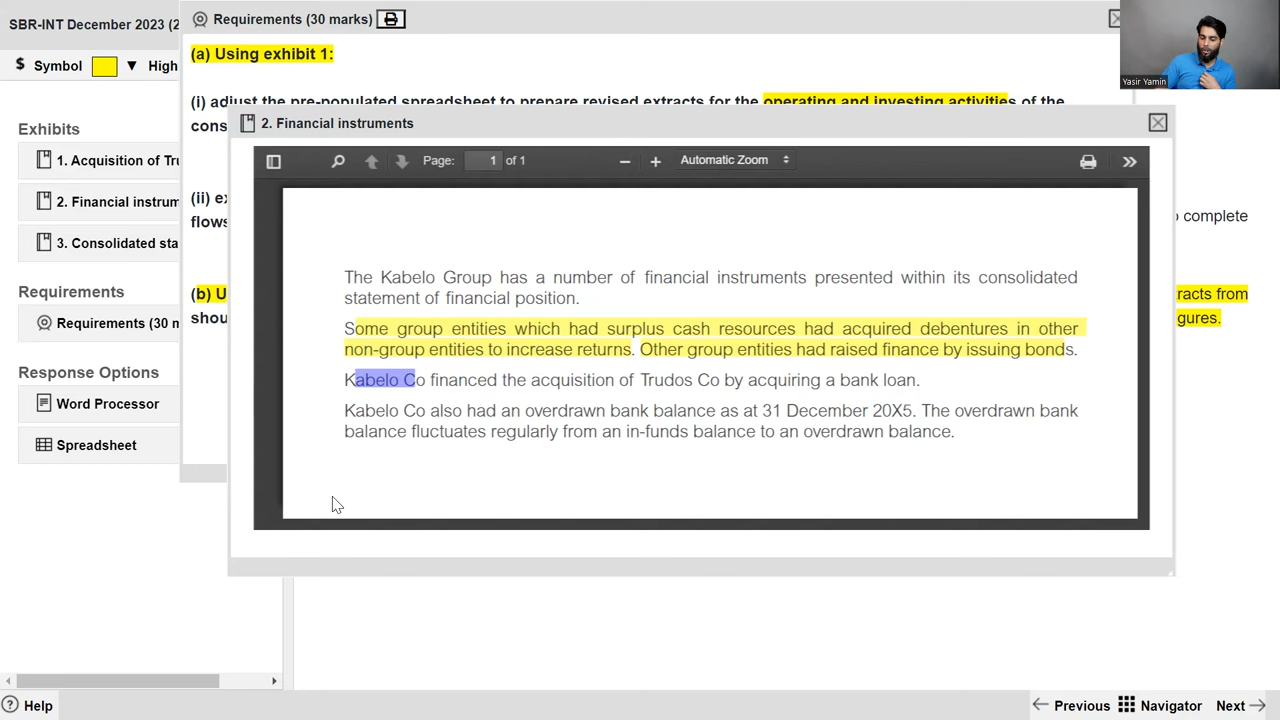 SBR-INT December 2023 (2
Requirements (30 marks)
Yasir Yamin
Symbol
High
(a) Using exhibit 1:
(i) adjust the pre-populated spreadsheet to prepare revised extracts for the operating and investing activities of the
cons
Exhibits
1. Acquisition of Tru
2. Financial instrum
3. Consolidated sta
(ii) e
flows
to complete
Requirements
Requirements (30 m
(b) U
shou
racts from
gures.
Response Options
Word Processor
Spreadsheet
2. Financial instruments
Page: 1 of 1
Automatic Zoom
The Kabelo Group has a number of financial instruments presented within its consolidated
statement of financial position.
Some group entities which had surplus cash resources had acquired debentures in other
non-group entities to increase returns. Other group entities had raised finance by issuing bonds.
Kabelo Co financed the acquisition of Trudos Co by acquiring a bank loan.
Kabelo Co also had an overdrawn bank balance as at 31 December 20X5. The overdrawn bank
balance fluctuates regularly from an in-funds balance to an overdrawn balance.
Help
Previous
Navigator
Next